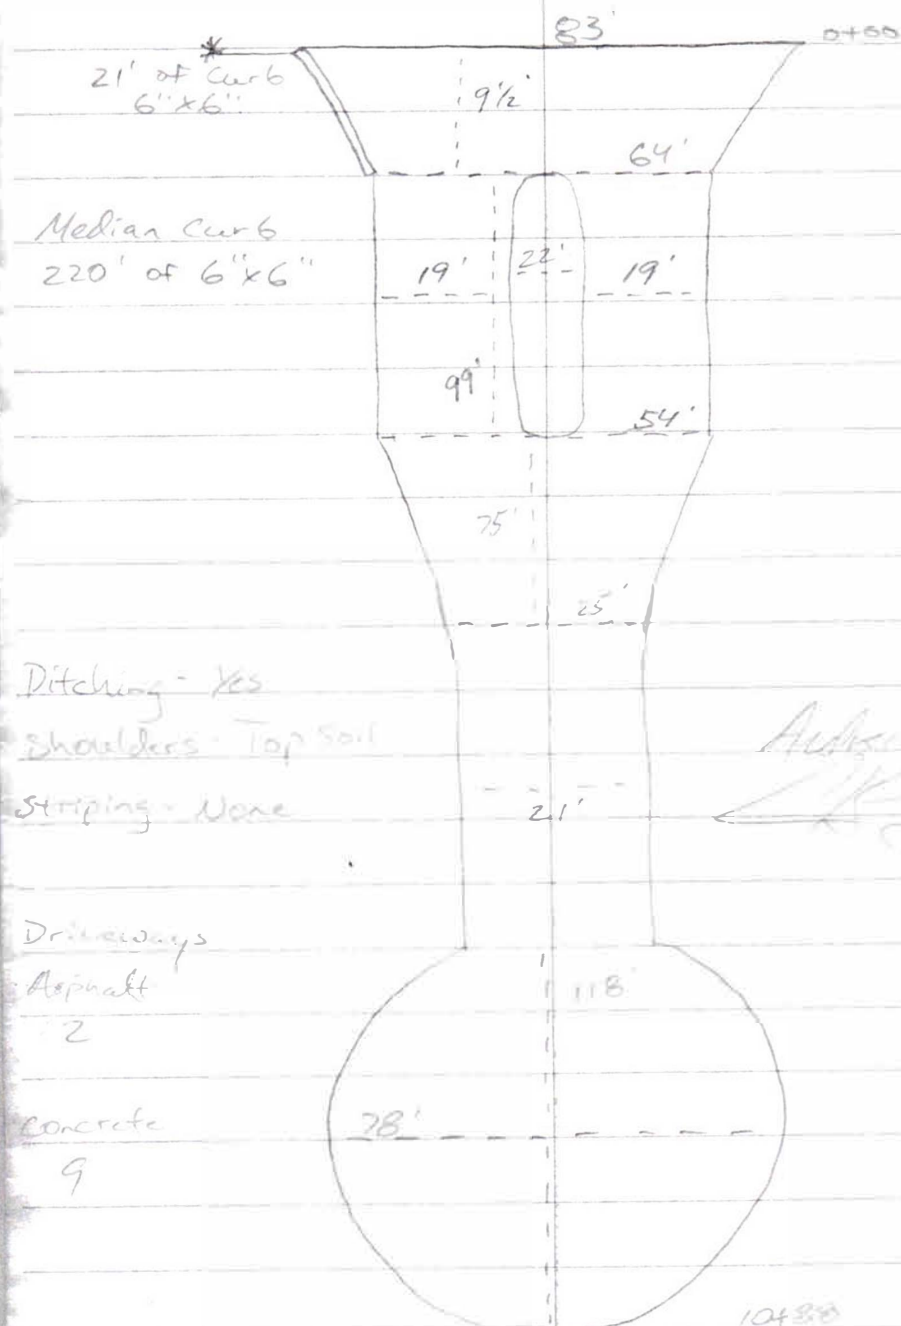 83'
0+00
21' of Curb
6"x6"
9½'
64'
Median Curb
220' of 6"x6"
19'
22'
19'
99'
54'
75'
25'
Ditching - Yes
Shoulders - Top Soil
Striping - None
21'
Driveways
Asphalt
2
118'
Concrete
78'
9